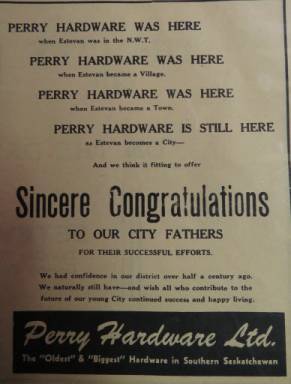 PERRY HARDWARE WAS HERE
when Estevan was in the N.W.T.
PERRY HARDWARE WAS HERE
when Estevan became a Village.
PERRY HARDWARE WAS HERE
when Estevan became a Town.
PERRY HARDWARE IS STILL HERE
as Estevan becomes a City—
And we think it fitting to offer
Sincere Congratulations
TO OUR CITY FATHERS
FOR THEIR SUCCESSFUL EFFORTS.
We had confidence in our district over half a century ago.
We naturally still have—and wish all who contribute to the
future of our young City continued success and happy living.
Perry Hardware Ltd.
The "Oldest" & "Biggest" Hardware in Southern Saskatchewan